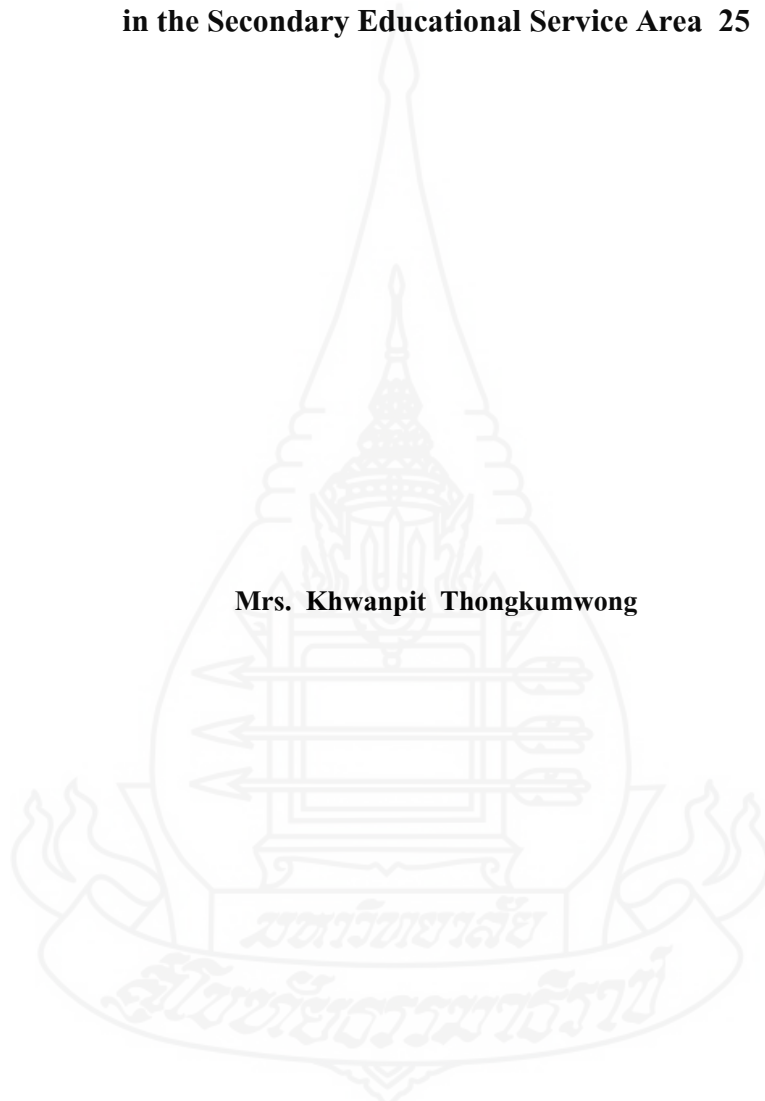 in the Secondary Educational Service Area 25
Mrs. Khwanpit Thongkumwong
มหาวิทยาลัย
สุโขทัยธรรมาธิราช